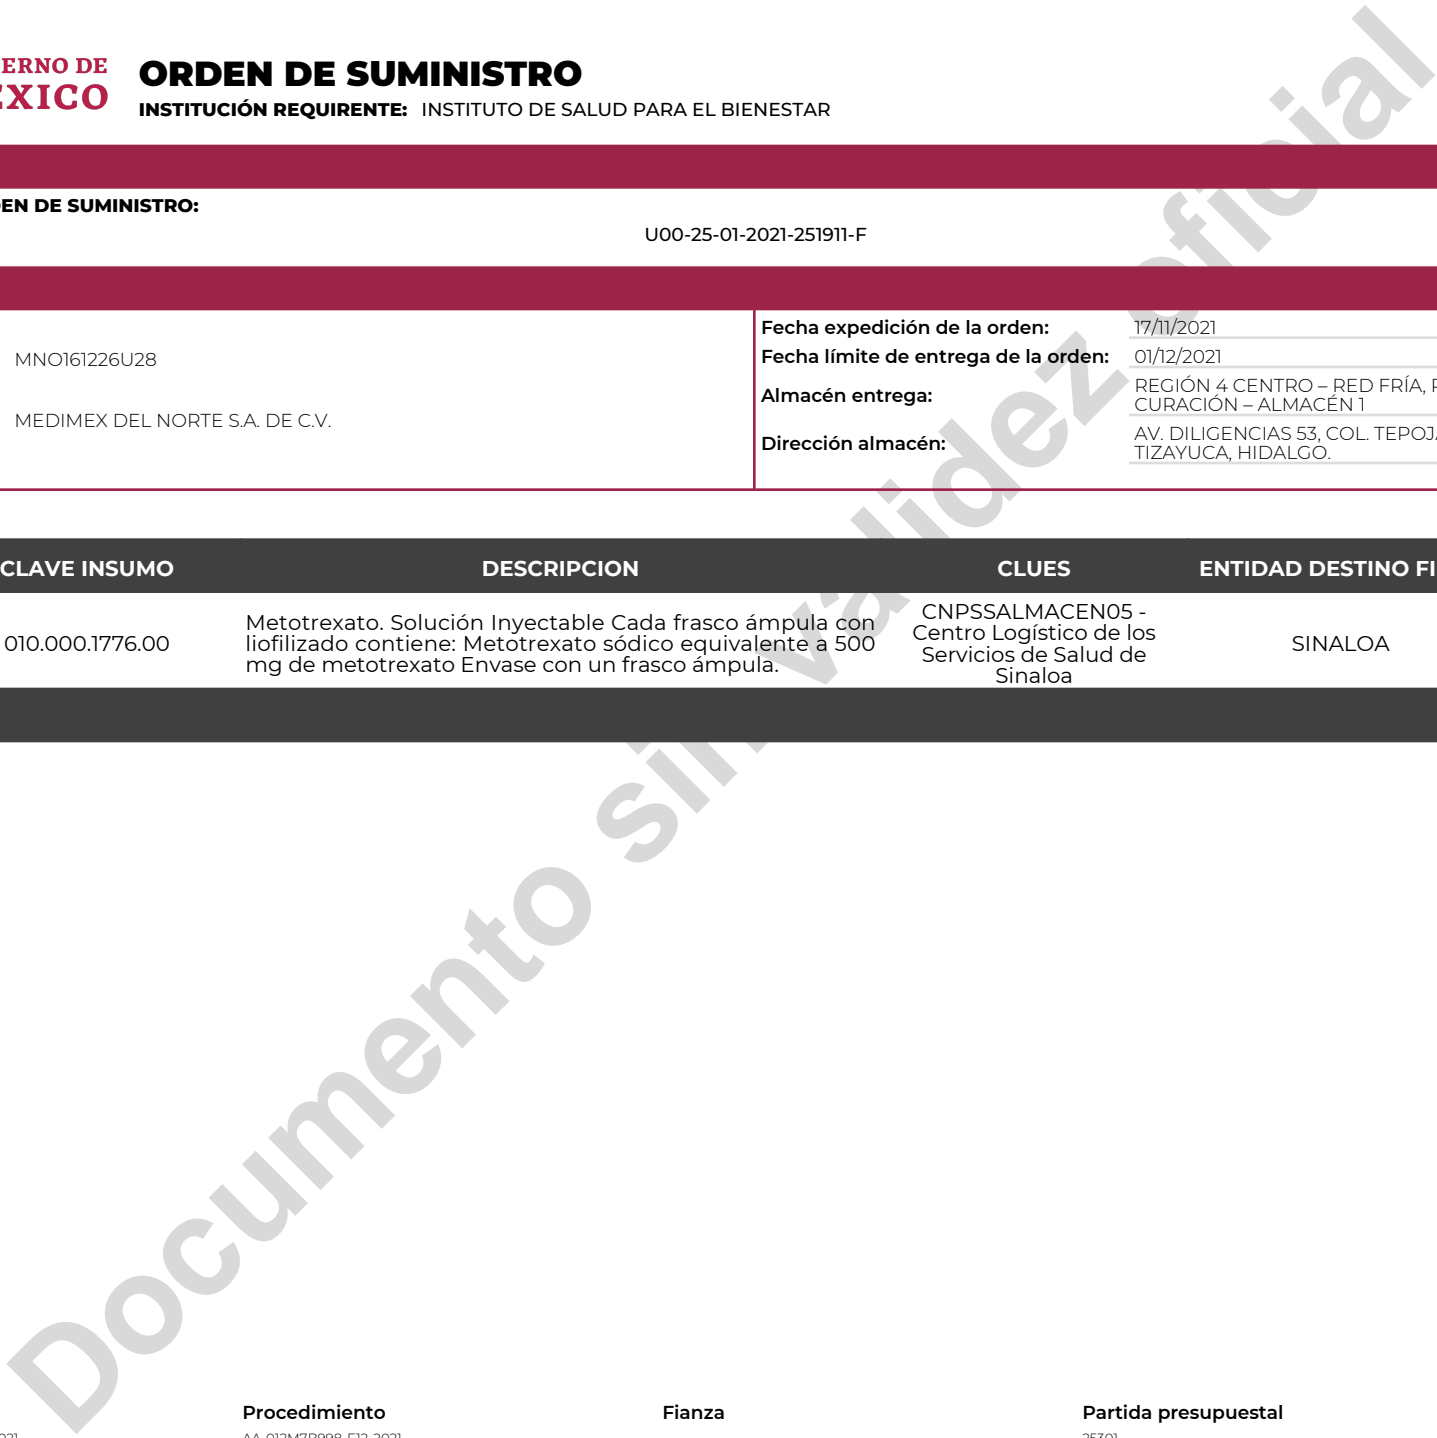 ERNO DE
ORDEN DE SUMINISTRO
INSTITUCIÓN REQUIRENTE: INSTITUTO DE SALUD PARA EL BIENESTAR
EN DE SUMINISTRO:
U00-25-01-2021-251911-F
MNO161226U28
MEDIMEX DEL NORTE S.A. DE C.V.
Fecha expedición de la orden: 17/11/2021
Fecha límite de entrega de la orden: 01/12/2021
Almacén entrega: REGIÓN 4 CENTRO – RED FRÍA,
CURACIÓN – ALMACÉN 1
Dirección almacén: AV. DILIGENCIAS 53, COL. TEPOJ
TIZAYUCA, HIDALGO.
CLAVE INSUMO DESCRIPCION CLUES ENTIDAD DESTINO FI
010.000.1776.00
Metotrexato. Solución Inyectable Cada frasco ámpula con
liofilizado contiene: Metotrexato sódico equivalente a 500
mg de metotrexato Envase con un frasco ámpula.
CNPSSALMACEN05 -
Centro Logístico de los
Servicios de Salud de
Sinaloa
SINALOA
Documento sin validez oficial
Procedimiento Fianza Partida presupuestal